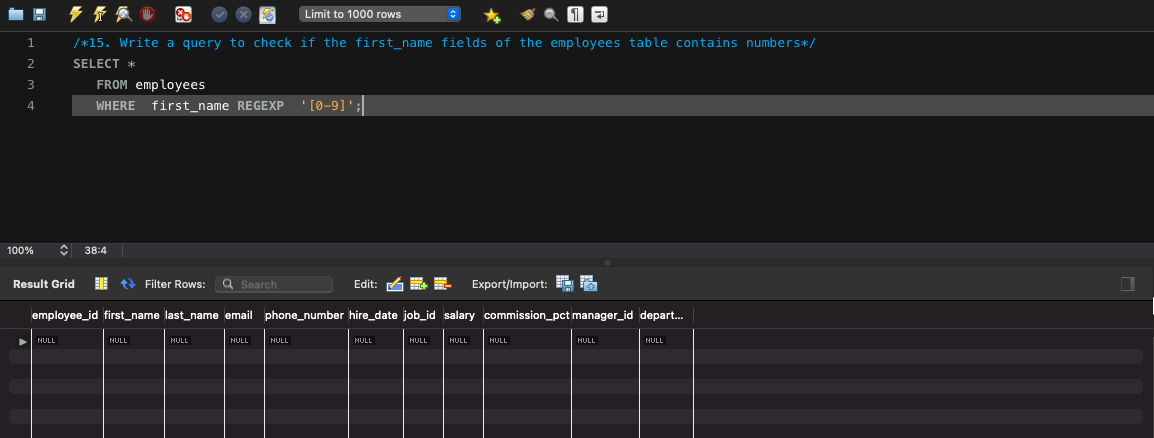 Limit to 1000 rows
1 /*15. Write a query to check if the first_name fields of the employees table contains numbers*/
2 SELECT *
3 FROM employees
4 WHERE first_name REGEXP '[0-9]';
100% 38:4
Result Grid Filter Rows: Search Edit: Export/Import:
employee_id first_name last_name email phone_number hire_date job_id salary commission_pct manager_id depart...
NULL NULL NULL NULL NULL NULL NULL NULL NULL NULL NULL